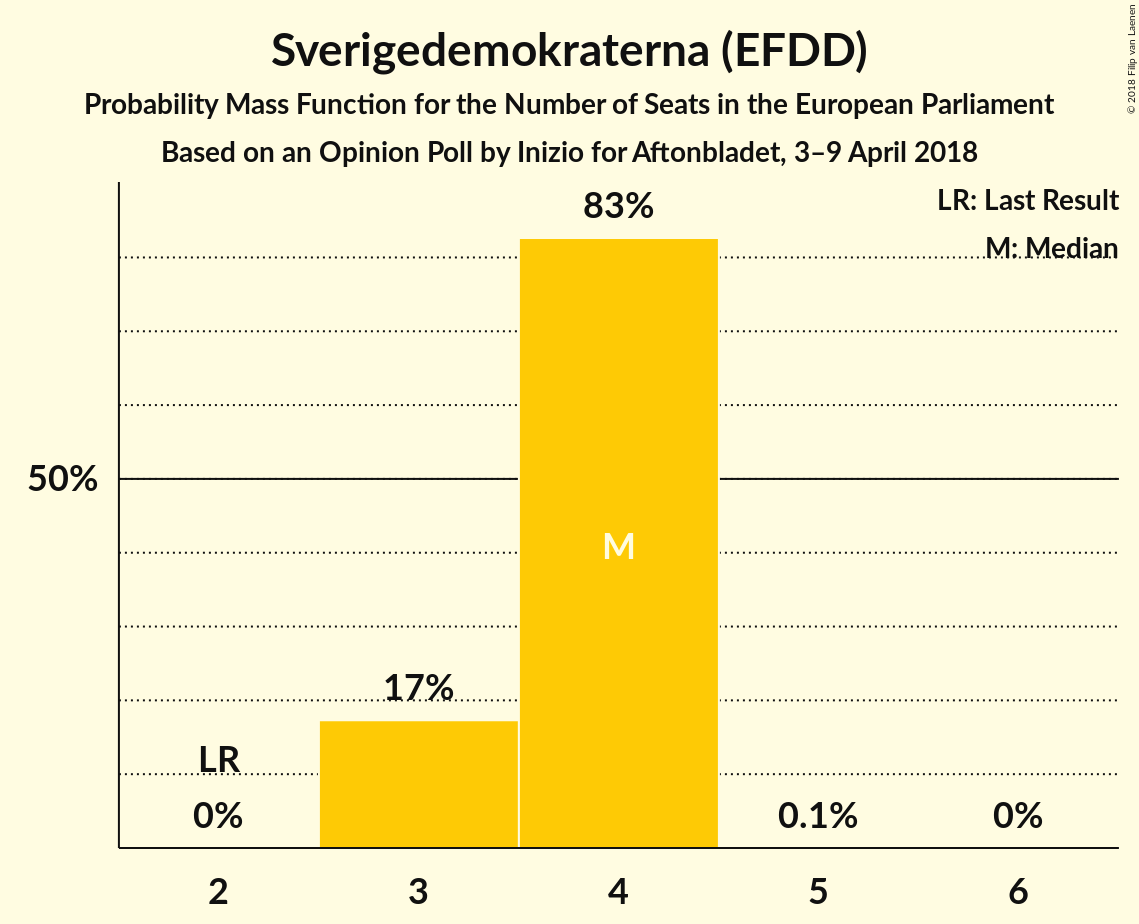 Sverigedemokraterna (EFDD)
Probability Mass Function for the Number of Seats in the European Parliament
Based on an Opinion Poll by Inizio for Aftonbladet, 3–9 April 2018
© 2018 Filip van Laenen
LR: Last Result
M: Median
83%
50%
M
17%
LR
0%
0.1%
0%
2 3 4 5 6